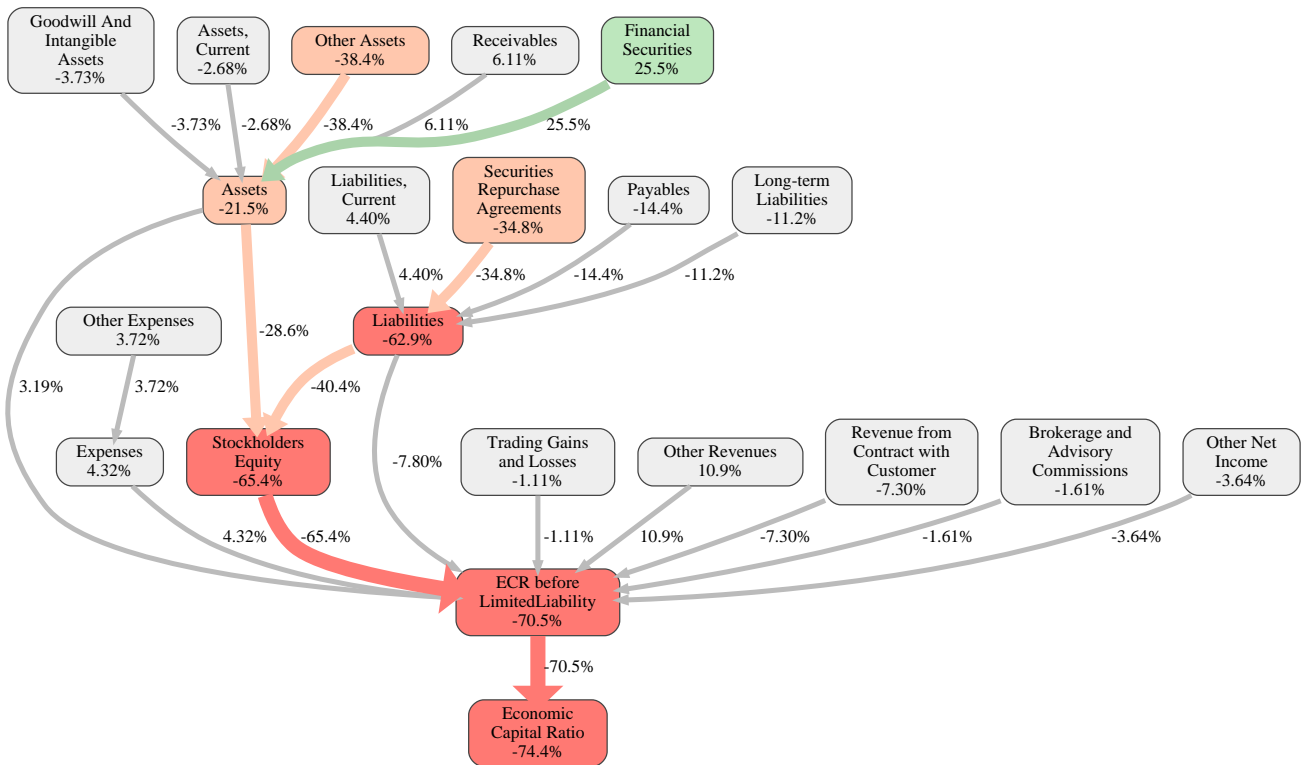 Goodwill And
Intangible
Assets
-3.73%
Assets,
Current
-2.68%
Other Assets
-38.4%
Receivables
6.11%
Financial
Securities
25.5%
-3.73%
-2.68%
-38.4%
6.11%
25.5%
Assets
-21.5%
Liabilities,
Current
4.40%
Securities
Repurchase
Agreements
-34.8%
Payables
-14.4%
Long-term
Liabilities
-11.2%
4.40%
-34.8%
-14.4%
-11.2%
Other Expenses
3.72%
-28.6%
Liabilities
-62.9%
3.19%
3.72%
-40.4%
Expenses
4.32%
Stockholders
Equity
-65.4%
-7.80%
Trading Gains
and Losses
-1.11%
Other Revenues
10.9%
Revenue from
Contract with
Customer
-7.30%
Brokerage and
Advisory
Commissions
-1.61%
Other Net
Income
-3.64%
4.32%
-65.4%
-1.11%
10.9%
-7.30%
-1.61%
-3.64%
ECR before
LimitedLiability
-70.5%
-70.5%
Economic
Capital Ratio
-74.4%